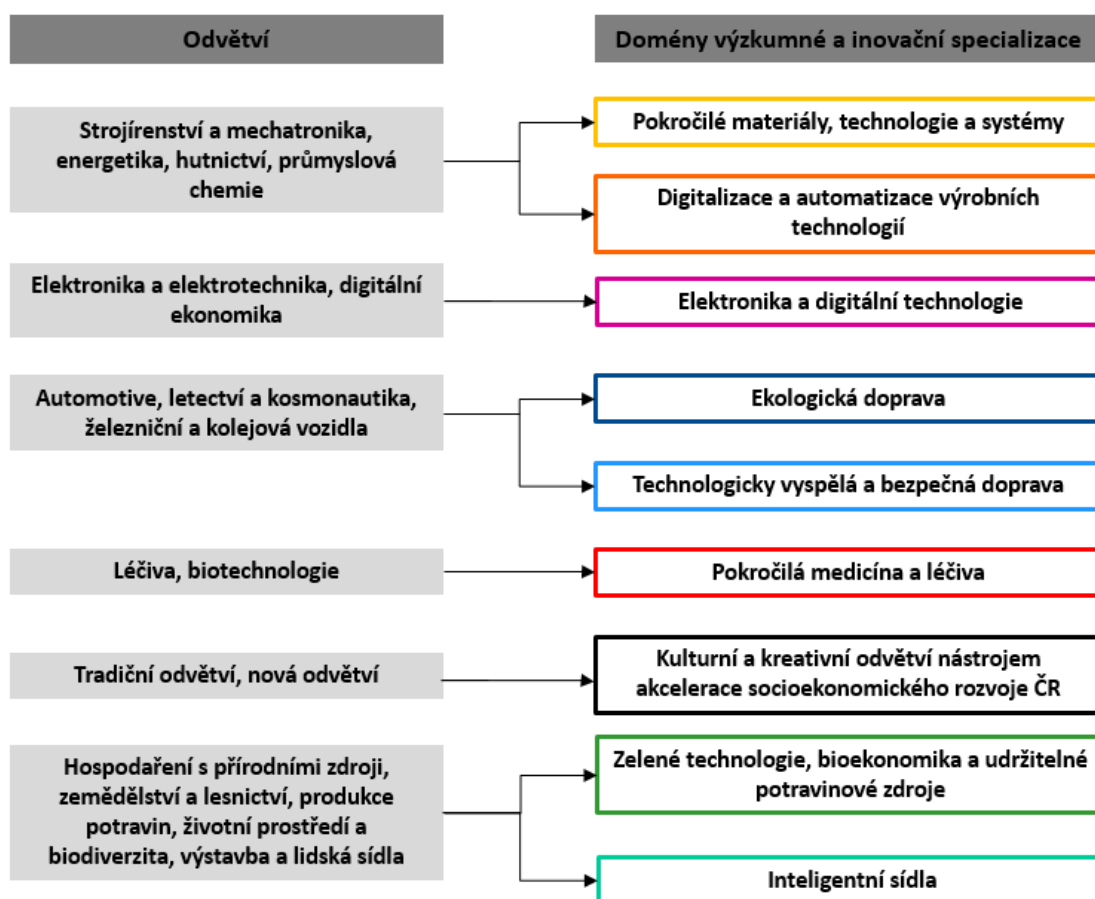 Odvětví
Domény výzkumné a inovační specializace
Strojírenství a mechatronika,
energetika, hutnictví, průmyslová
chemie
Pokročilé materiály, technologie a systémy
Digitalizace a automatizace výrobních
technologií
Elektronika a elektrotechnika, digitální
ekonomika
Elektronika a digitální technologie
Automotive, letectví a kosmonautika,
železniční a kolejová vozidla
Ekologická doprava
Technologicky vyspělá a bezpečná doprava
Léčiva, biotechnologie
Pokročilá medicína a léčiva
Tradiční odvětví, nová odvětví
Kulturní a kreativní odvětví nástrojem
akcelerace socioekonomického rozvoje ČR
Hospodaření s přírodními zdroji,
zemědělství a lesnictví, produkce
potravin, životní prostředí a
biodiverzita, výstavba a lidská sídla
Zelené technologie, bioekonomika a udržitelné
potravinové zdroje
Inteligentní sídla